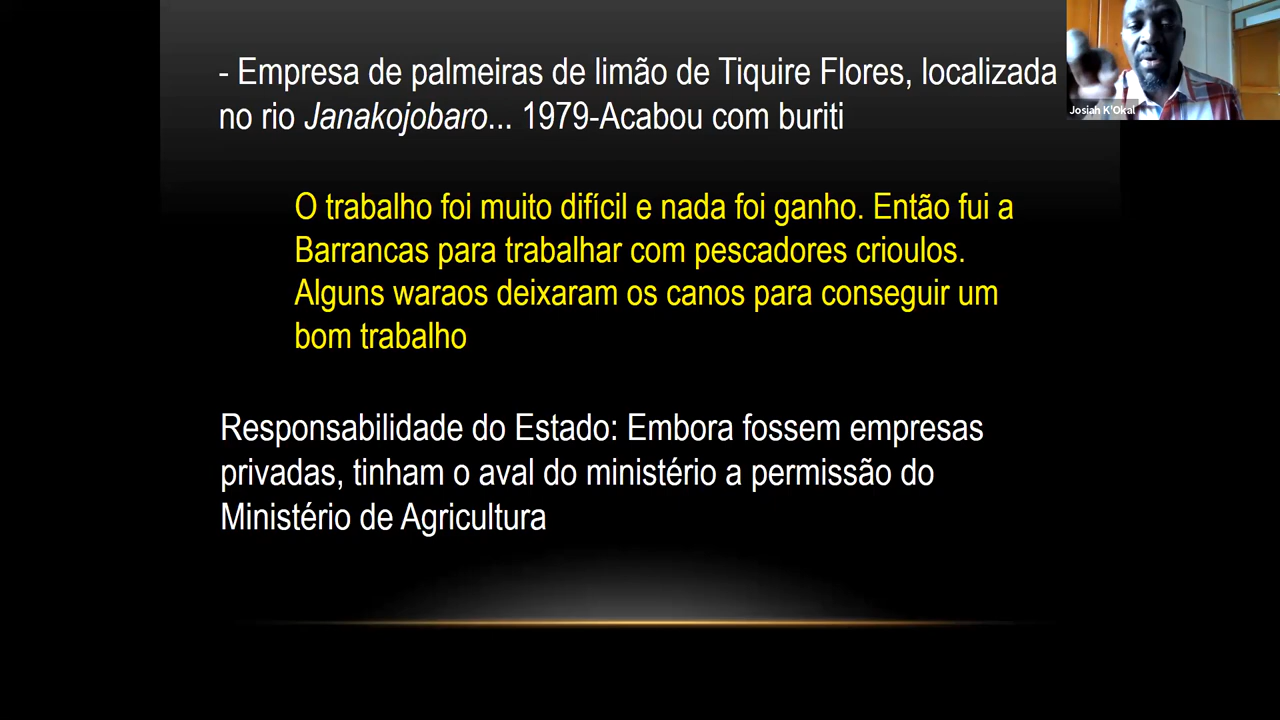 - Empresa de palmeiras de limão de Tiquire Flores, localizada
no rio Janakojobaro... 1979-Acabou com buriti
Josiah K'Okal
O trabalho foi muito difícil e nada foi ganho. Então fui a
Barrancas para trabalhar com pescadores crioulos.
Alguns waraos deixaram os canos para conseguir um
bom trabalho
Responsabilidade do Estado: Embora fossem empresas
privadas, tinham o aval do ministério a permissão do
Ministério de Agricultura